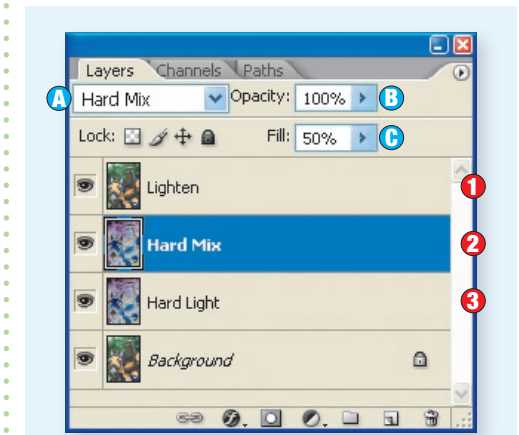 Layers Channels Paths
A Hard Mix Opacity: 100% B
Lock: Fill: 50% C
Lighten 1
Hard Mix 2
Hard Light 3
Background